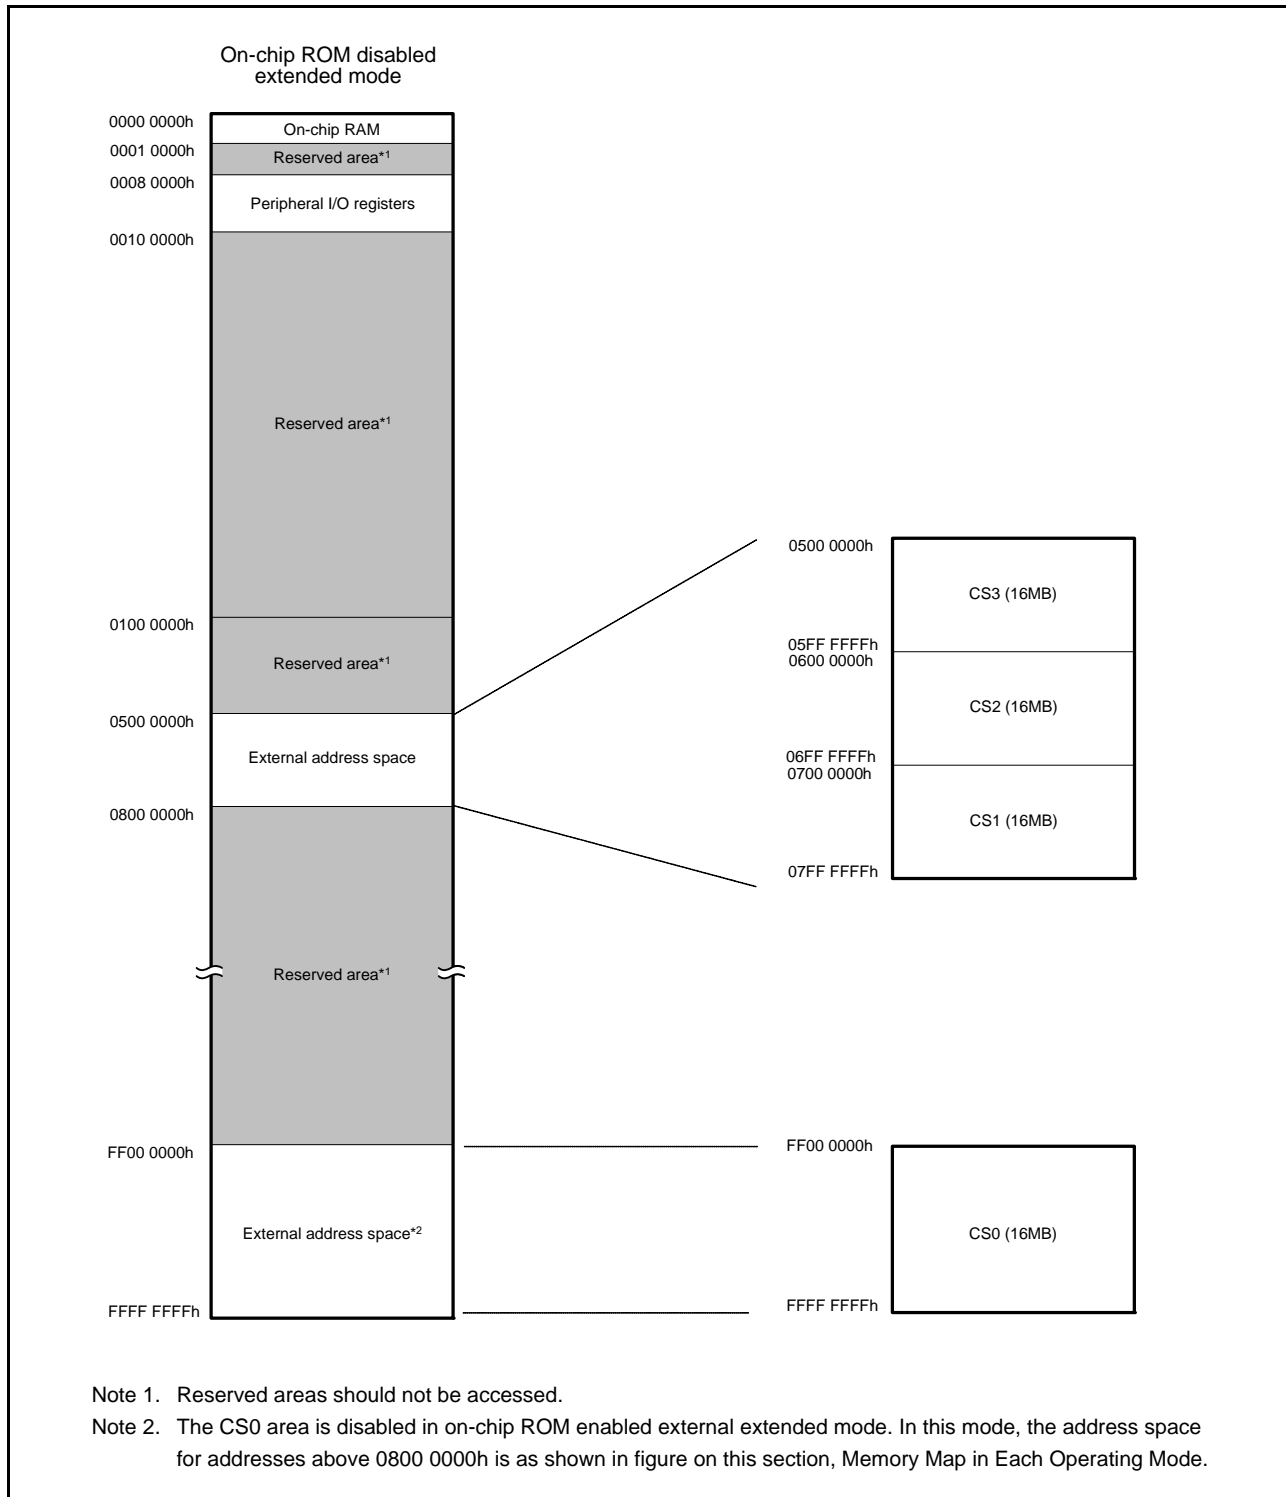 On-chip ROM disabled
extended mode
0000 0000h
On-chip RAM
0001 0000h
Reserved area*1
0008 0000h
Peripheral I/O registers
0010 0000h
Reserved area*1
0100 0000h
Reserved area*1
0500 0000h
External address space
0800 0000h
Reserved area*1
FF00 0000h
External address space*2
FFFF FFFFh
0500 0000h
CS3 (16MB)
05FF FFFFh
0600 0000h
CS2 (16MB)
06FF FFFFh
0700 0000h
CS1 (16MB)
07FF FFFFh
FF00 0000h
CS0 (16MB)
FFFF FFFFh
Note 1. Reserved areas should not be accessed.
Note 2. The CS0 area is disabled in on-chip ROM enabled external extended mode. In this mode, the address space
for addresses above 0800 0000h is as shown in figure on this section, Memory Map in Each Operating Mode.